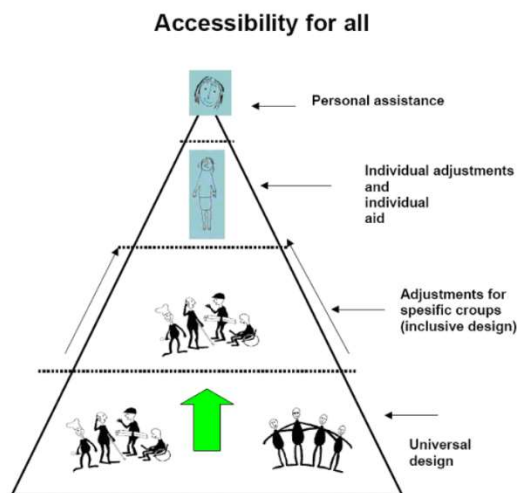 Accessibility for all
Personal assistance
Individual adjustments
and
individual
aid
Adjustments for
spesific croups
(inclusive design)
Universal
design